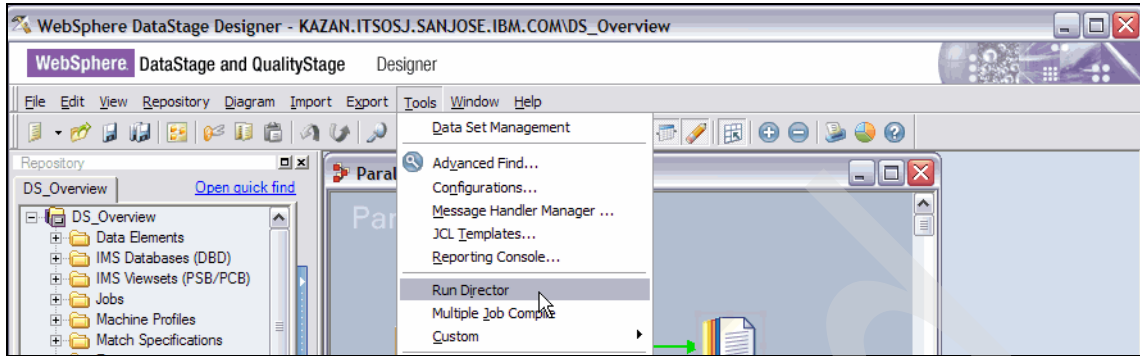 WebSphere DataStage Designer - KAZAN.ITSOSJ.SANJOSE.IBM.COM\DS_Overview
WebSphere. DataStage and QualityStage Designer
File Edit View Repository Diagram Import Export Tools Window Help
Data Set Management
Advanced Find...
Configurations...
Message Handler Manager ...
JCL Templates...
Reporting Console...
Run Director
Multiple Job Compile
Custom
Repository
DS_Overview Open quick find
DS_Overview
Data Elements
IMS Databases (DBD)
IMS Viewsets (PSB/PCB)
Jobs
Machine Profiles
Match Specifications
Paral
Par